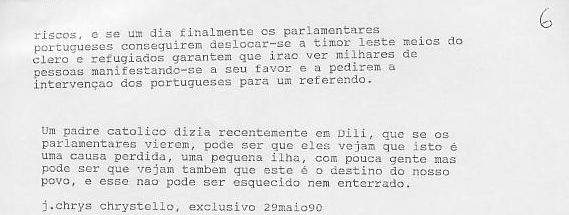 6
riscos, e se um dia finalmente os parlamentares
portugueses conseguirem deslocar-se a timor leste meios do
clero e refugiados garantem que irao ver milhares de
pessoas manifestando-se a seu favor e a pedirem a
intervençao dos portugueses para um referendo.
Um padre catolico dizia recentemente em Dili, que se os
parlamentares vierem, pode ser que eles vejam que isto é
uma causa perdida, uma pequena ilha, com pouca gente mas
pode ser que vejam tambem que este é o destino do nosso
povo, e esse nao pode ser esquecido nem enterrado.
j.chrys chrystello, exclusivo 29maio90